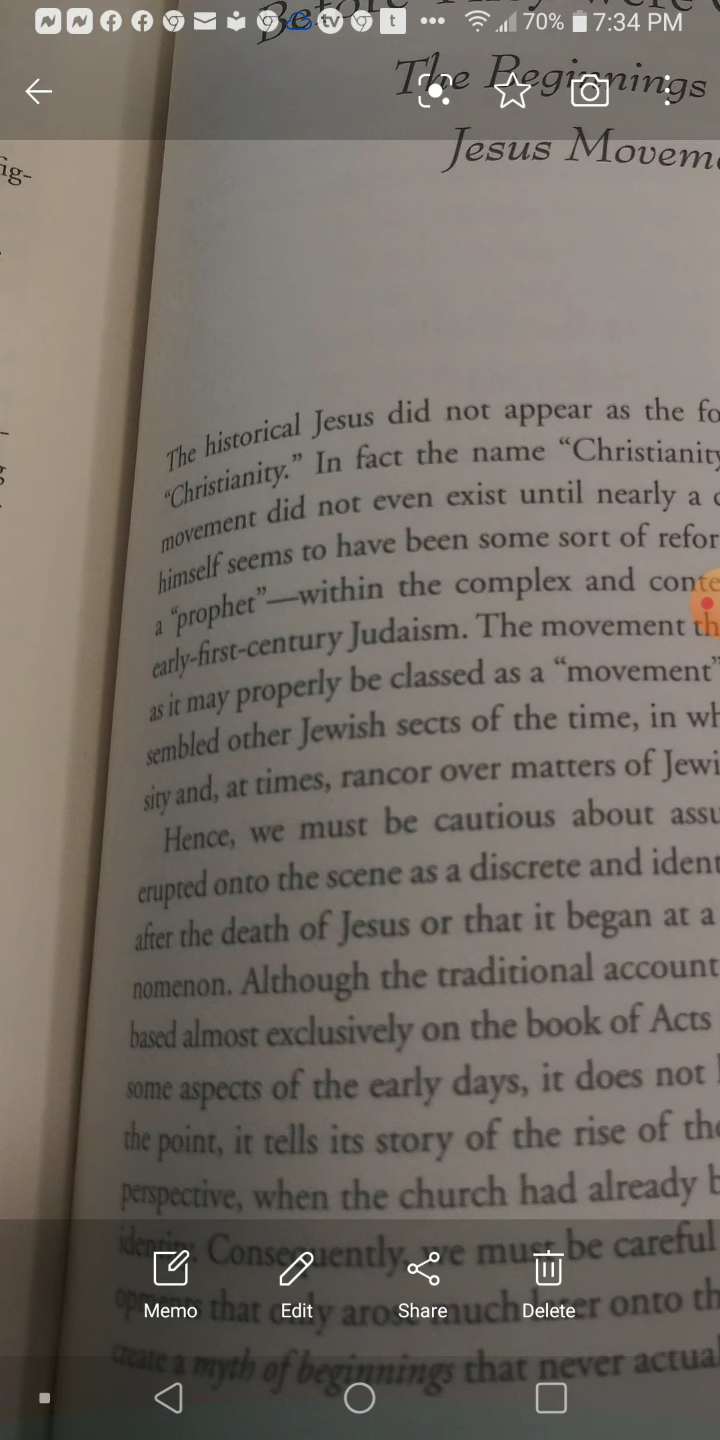 70% 7:34 PM
Before They Were
The Beginnings
Jesus Movem
fig-
The historical Jesus did not appear as the fo
“Christianity.” In fact the name “Christianity
movement did not even exist until nearly a c
himself seems to have been some sort of refor
a “prophet”—within the complex and conte
early-first-century Judaism. The movement th
as it may properly be classed as a “movement”
sembled other Jewish sects of the time, in wh
sity and, at times, rancor over matters of Jewi
Hence, we must be cautious about assu
erupted onto the scene as a discrete and ident
after the death of Jesus or that it began at a
nomenon. Although the traditional account
based almost exclusively on the book of Acts
some aspects of the early days, it does not
the point, it tells its story of the rise of the
perspective, when the church had already b
identity. Consequently, we must be careful
opments that only arose much later onto th
create a myth of beginnings that never actual
Memo Edit Share Delete